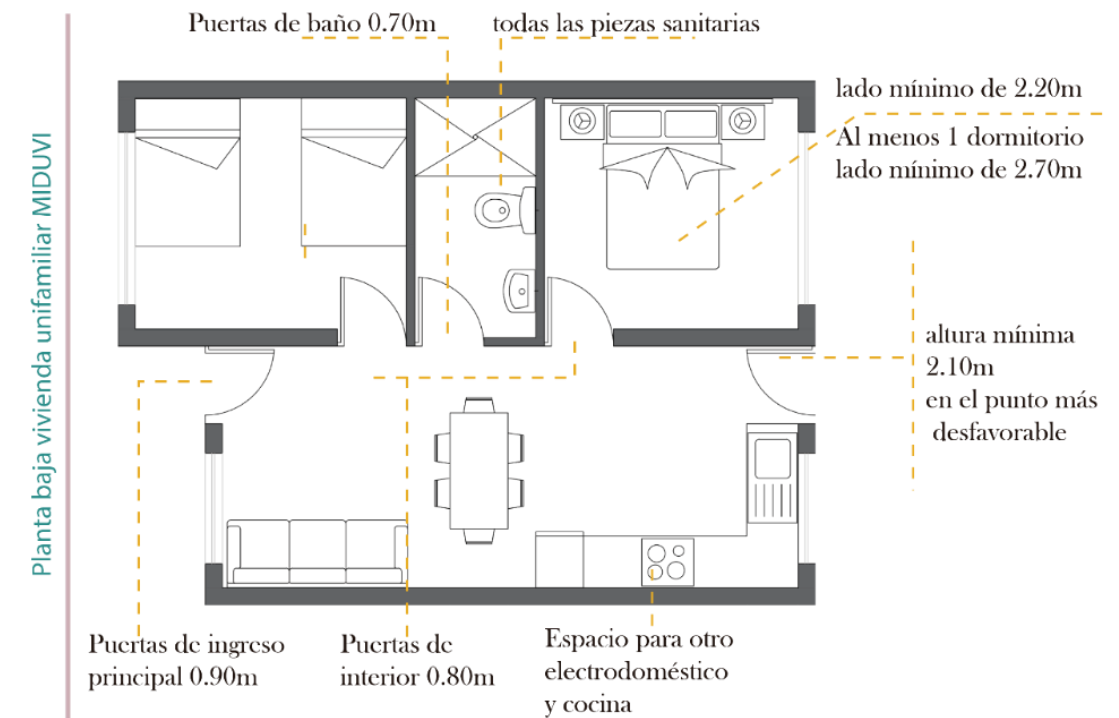 Planta baja vivienda unifamiliar MIDUVI
Puertas de baño 0.70m
todas las piezas sanitarias
lado mínimo de 2.20m
Al menos 1 dormitorio
lado mínimo de 2.70m
altura mínima
2.10m
en el punto más
desfavorable
Puertas de ingreso
principal 0.90m
Puertas de
interior 0.80m
Espacio para otro
electrodoméstico
y cocina